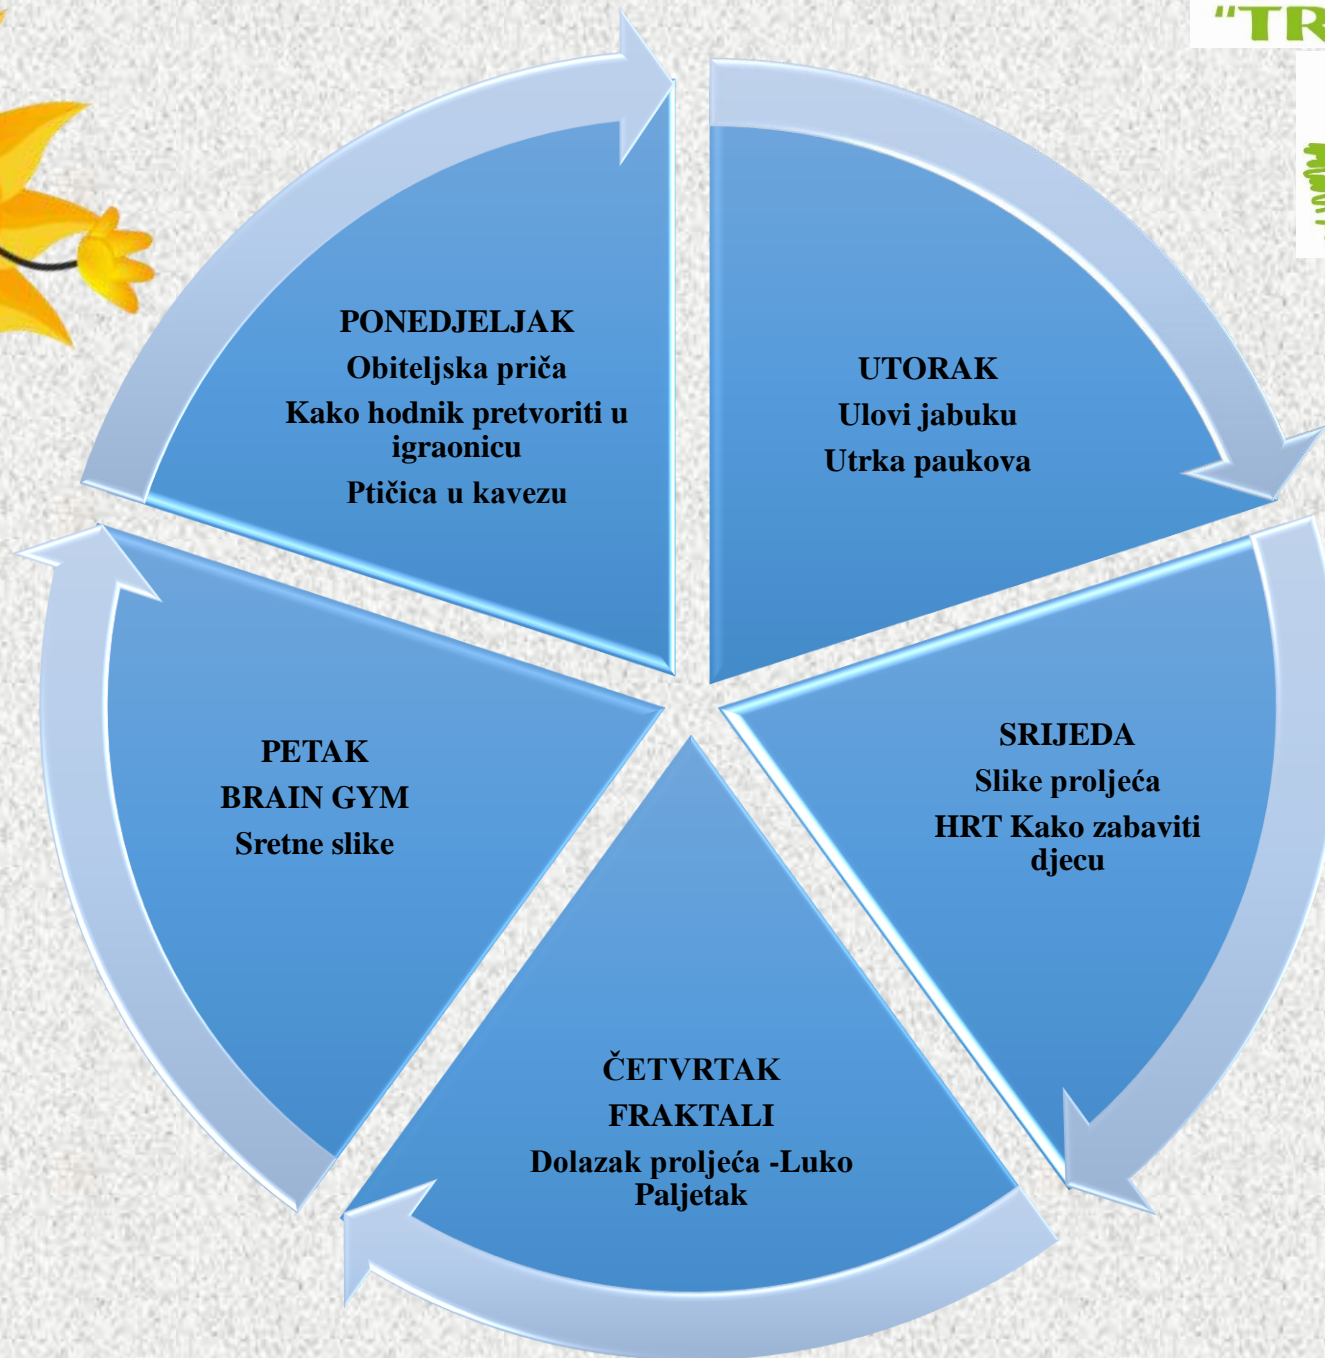 "TR
PONEDJELJAK
Obiteljska priča
Kako hodnik pretvoriti u
igraonicu
Ptičica u kavezu
UTORAK
Ulovi jabuku
Utrka paukova
SRIJEDA
Slike proljeća
HRT Kako zabaviti
djecu
ČETVRTAK
FRAKTALI
Dolazak proljeća -Luko
Paljetak
PETAK
BRAIN GYM
Sretne slike